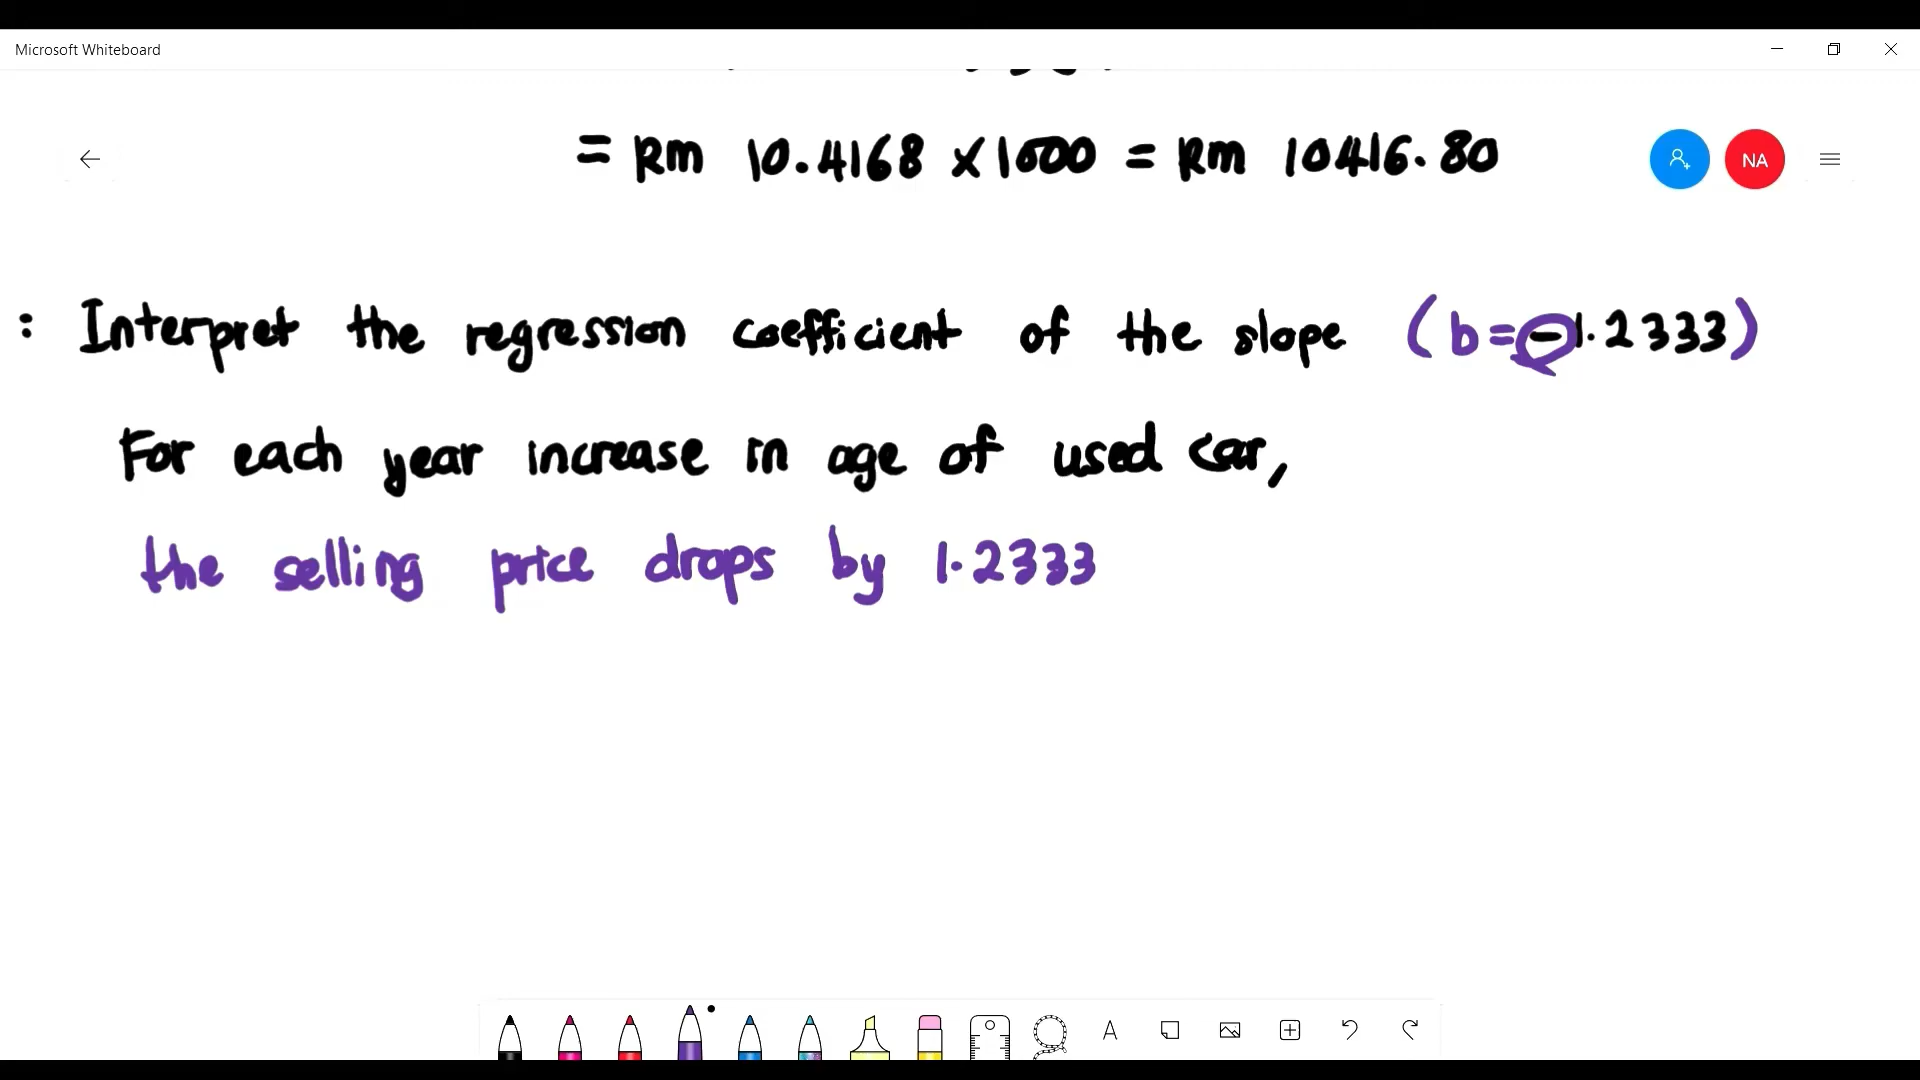 Microsoft Whiteboard
= Rm 10.4168 x 1000 = Rm 10416.80
NA
: Interpret the regression coefficient of the slope (b=-1.2333)
For each year increase in age of used car,
the selling price drops by 1.2333
A